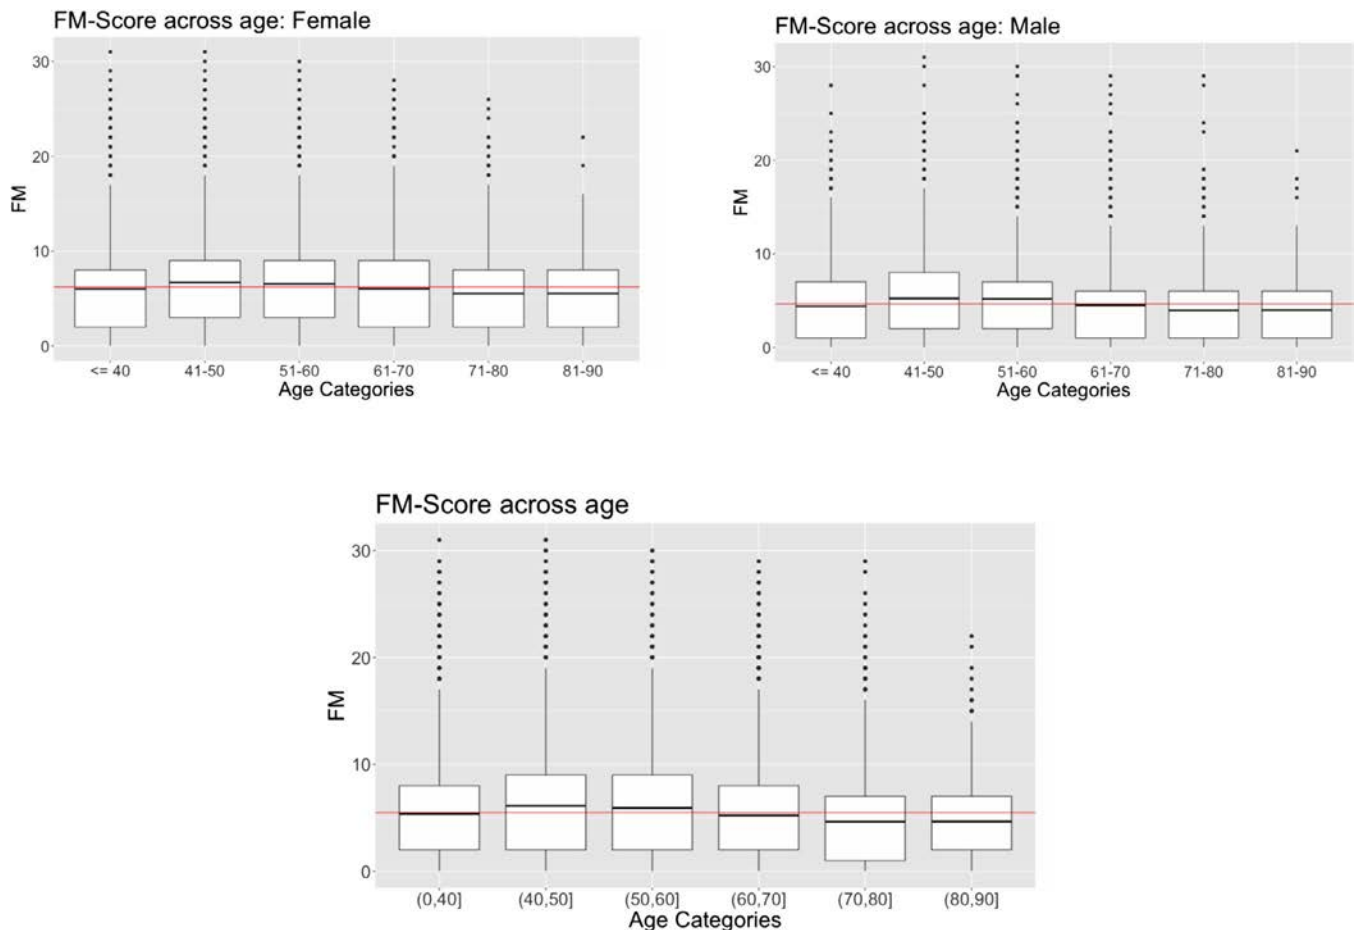 FM-Score across age: Female
30
20
10
0
FM
<= 40 41-50 51-60 61-70 71-80 81-90
Age Categories
FM-Score across age: Male
30
20
10
0
FM
<= 40 41-50 51-60 61-70 71-80 81-90
Age Categories
FM-Score across age
30
20
10
0
FM
(0,40] (40,50] (50,60] (60,70] (70,80] (80,90]
Age Categories